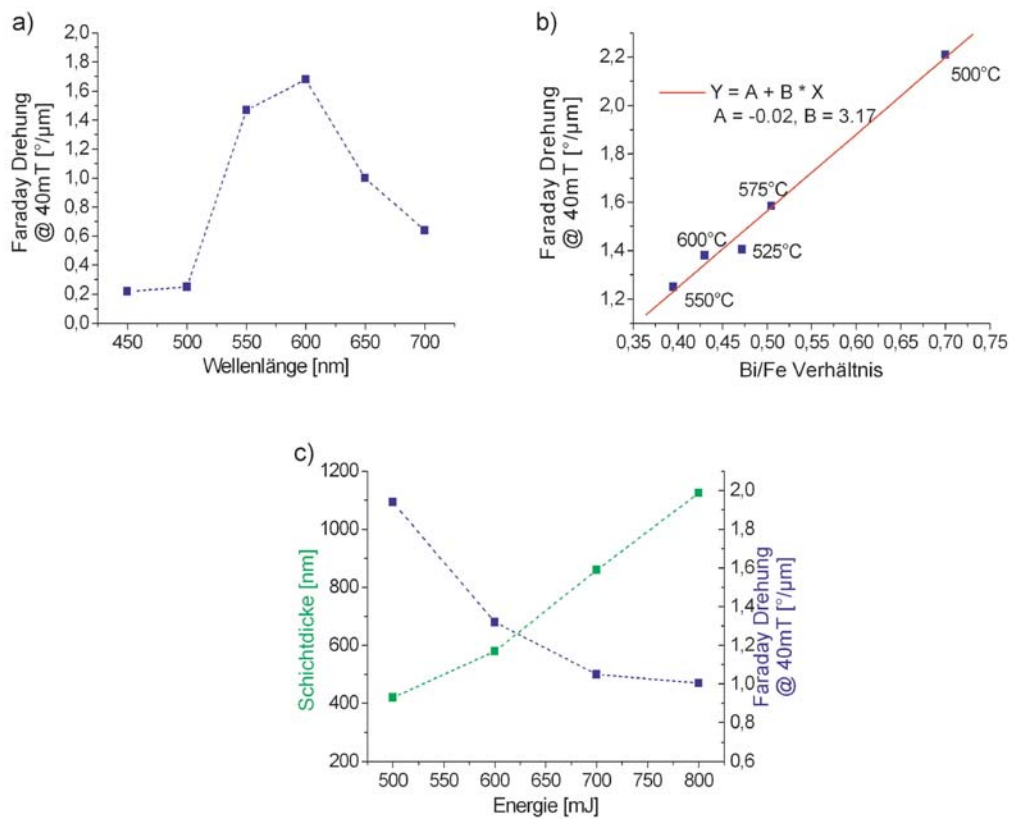 a)
Faraday Drehung
@ 40mT [°/µm]
2,0
1,8
1,6
1,4
1,2
1,0
0,8
0,6
0,4
0,2
0,0
450 500 550 600 650 700
Wellenlänge [nm]
b)
Faraday Drehung
@ 40mT [°/µm]
2,2
2,0
1,8
1,6
1,4
1,2
Y = A + B * X
A = -0.02, B = 3.17
500°C
575°C
600°C
525°C
550°C
0,35 0,40 0,45 0,50 0,55 0,60 0,65 0,70 0,75
Bi/Fe Verhältnis
c)
Schichtdicke [nm]
1200
1000
800
600
400
200
500 550 600 650 700 750 800
Energie [mJ]
2,0
1,8
1,6
1,4
1,2
1,0
0,8
0,6
Faraday Drehung
@ 40mT [°/µm]